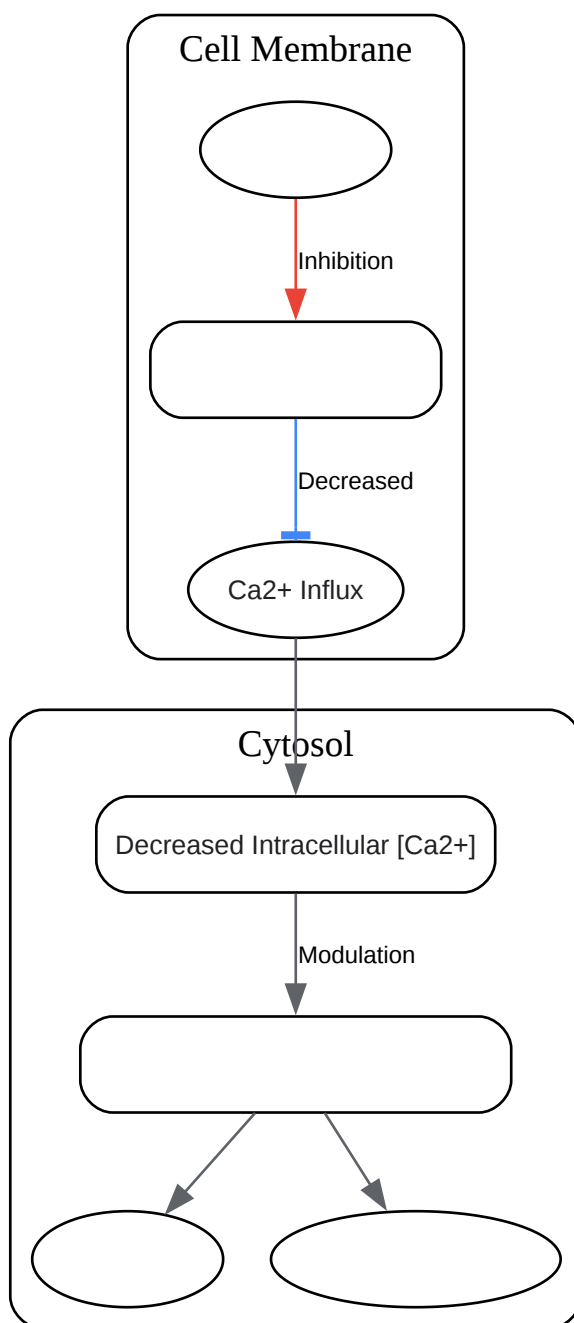 Cell Membrane
Inhibition
Decreased
Ca2+ Influx
Cytosol
Decreased Intracellular [Ca2+]
Modulation